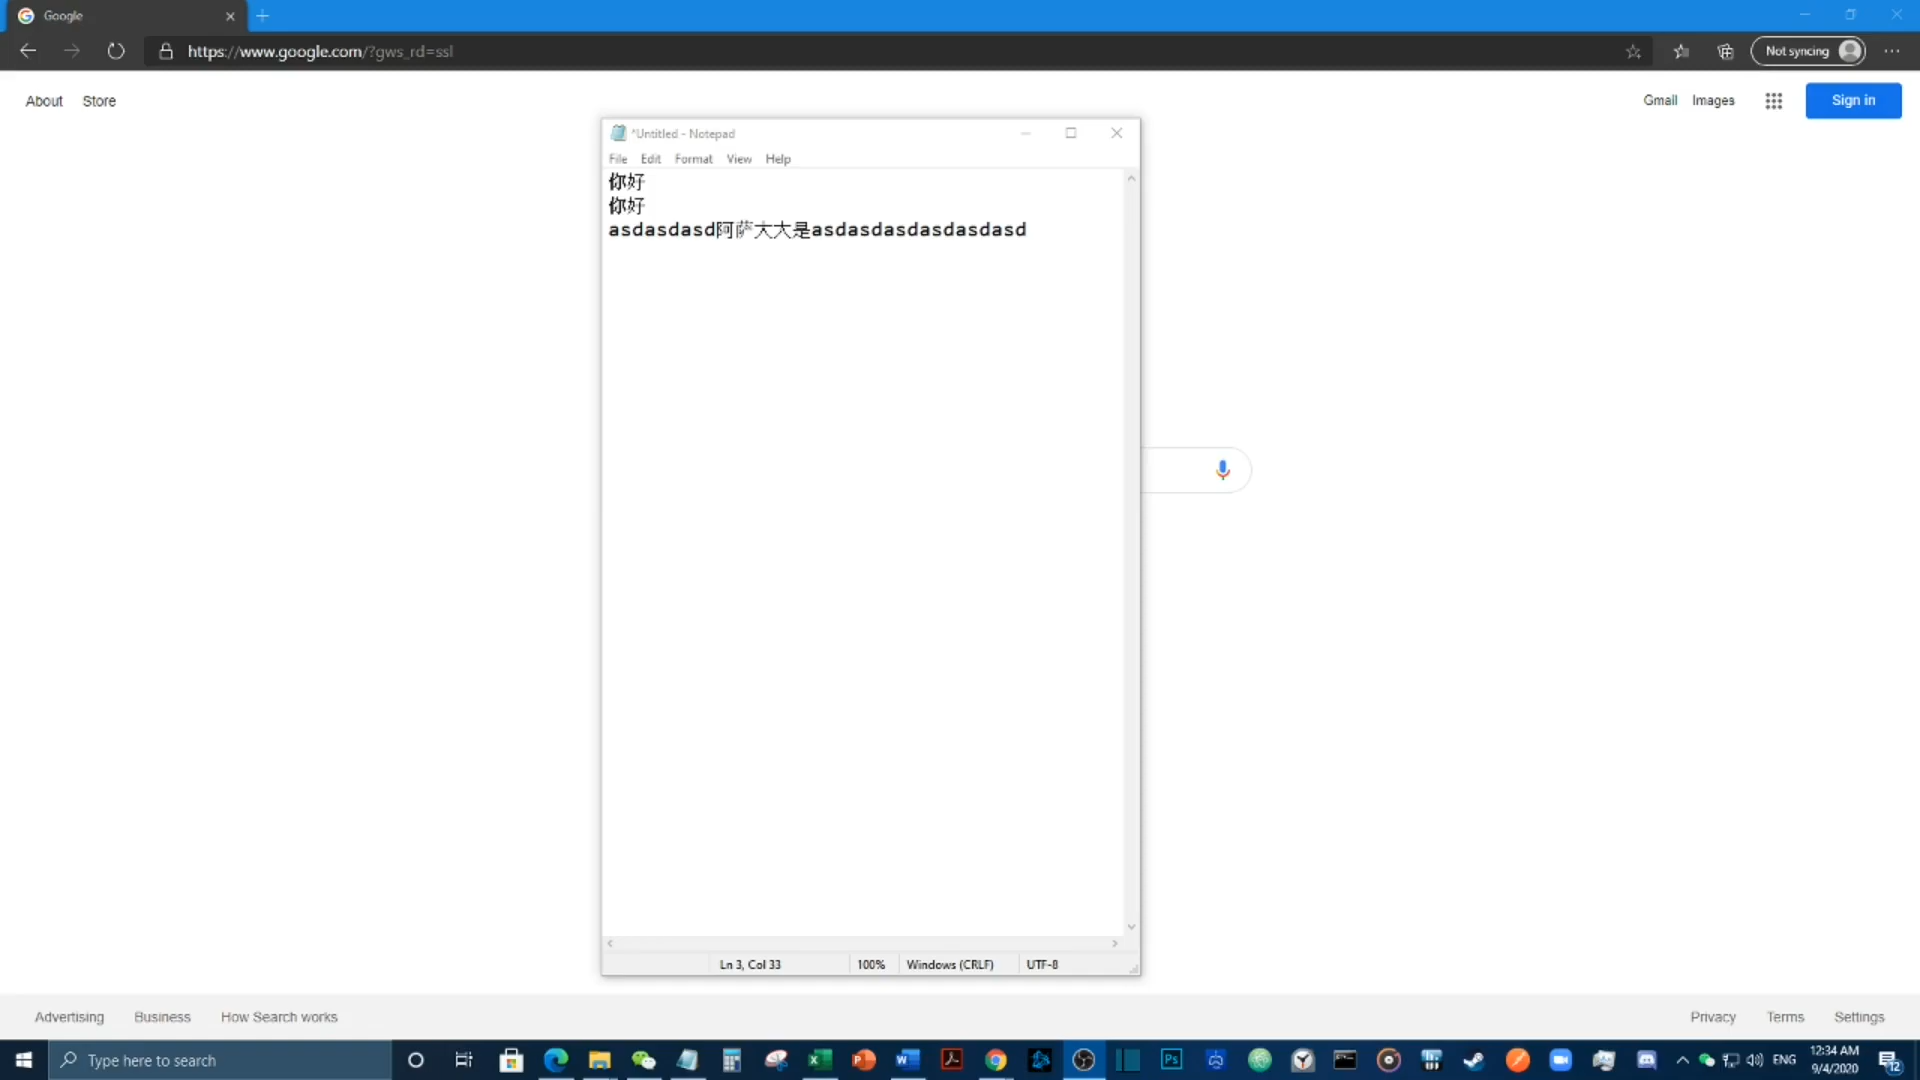 Google
https://www.google.com/?gws_rd=ssl
Not syncing
About Store
Gmail Images
Sign in
*Untitled - Notepad
File Edit Format View Help
你好
你好
asdasdasd阿萨大大是asdasdasdasdasdasd
Ln 3, Col 33 100% Windows (CRLF) UTF-8
Advertising Business How Search works
Privacy Terms Settings
Type here to search
ENG
12:34 AM
9/4/2020
12